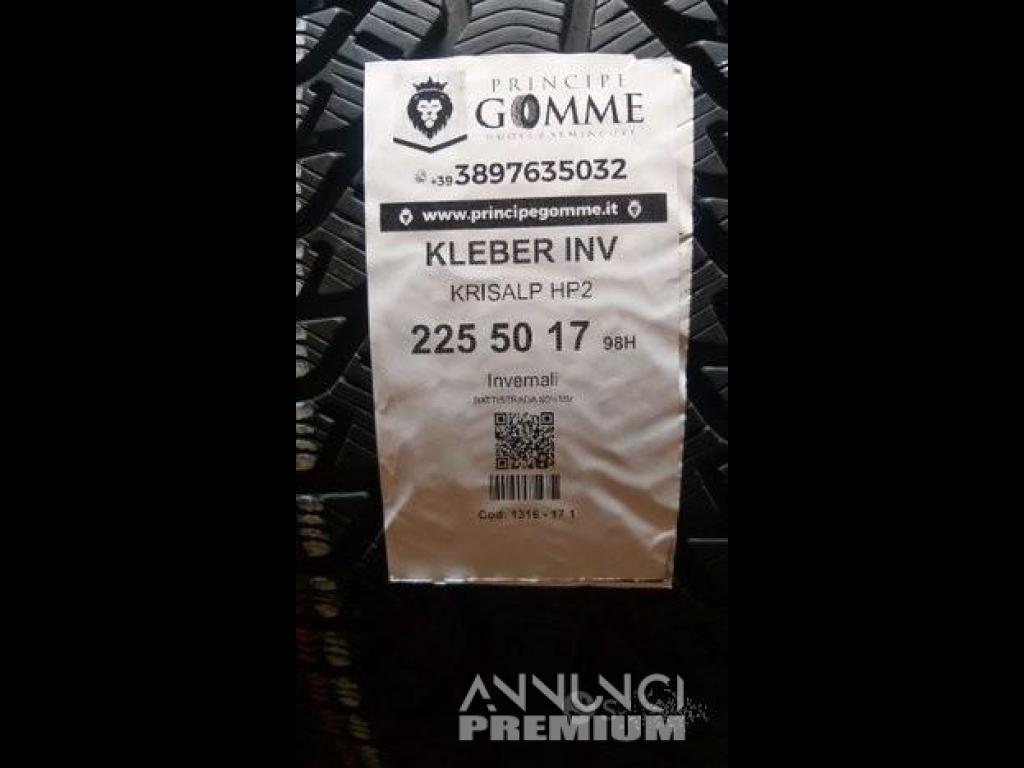 PRINCIPE
GOMME
+39 3897635032
www.principegomme.it
KLEBER INV
KRISALP HP2
225 50 17 98H
Invernali
BATTISTRADA
Cod: 1316 - 17 1
ANNUNCI
PREMIUM